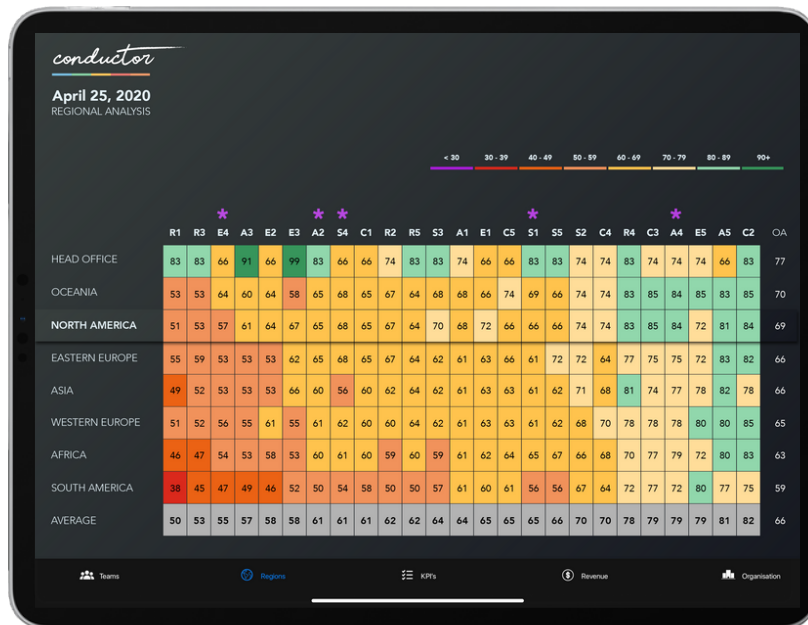 conductor
April 25, 2020
REGIONAL ANALYSIS
< 30 30 - 39 40 - 49 50 - 59 60 - 69 70 - 79 80 - 89 90+
* * * * *
R1 R3 E4 A3 E2 E3 A2 S4 C1 R2 R5 S3 A1 E1 C5 S1 S5 S2 C4 R4 C3 A4 E5 A5 C2 OA
HEAD OFFICE 83 83 66 91 66 99 83 66 66 74 83 83 74 66 66 83 83 74 74 83 74 74 74 66 83 77
OCEANIA 53 53 64 60 64 58 65 68 65 67 64 68 68 66 74 69 66 74 74 83 85 84 85 83 85 70
NORTH AMERICA 51 53 57 61 64 67 65 68 65 67 64 70 68 72 66 66 66 74 74 83 85 84 72 81 84 69
EASTERN EUROPE 55 59 53 53 53 62 65 68 65 67 64 62 61 63 66 61 72 72 64 77 75 75 72 83 82 66
ASIA 49 52 53 53 53 66 60 56 60 62 64 62 61 63 63 61 62 71 68 81 74 77 78 82 78 66
WESTERN EUROPE 51 52 56 55 61 55 61 62 60 60 62 61 61 63 63 61 62 68 70 78 78 78 80 80 82 65
AFRICA 46 47 54 53 58 53 60 61 60 59 60 59 61 62 64 65 67 66 68 70 77 79 72 80 83 63
SOUTH AMERICA 38 45 47 49 46 52 50 54 58 50 50 57 61 60 61 56 56 67 64 72 77 72 80 77 75 59
AVERAGE 50 53 55 57 58 58 61 61 61 62 62 64 64 65 65 65 66 70 70 78 79 79 79 81 82 66
Teams Regions KPI's $ Revenue Organisation